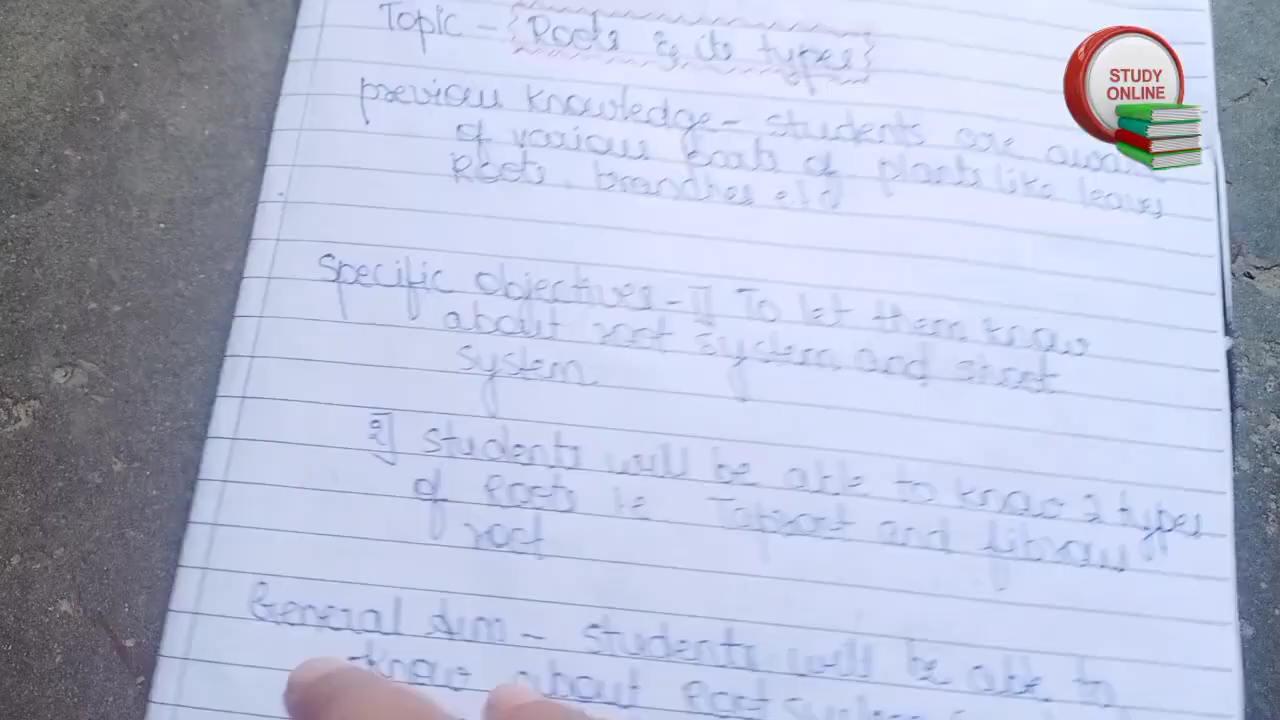 Topic - {Roots & its types}
STUDY
ONLINE
previous knowledge - students are
of various parts of plants like leaves
Roots, branches etc)
Specific objectives - 1] To let them know
about root system and shoot
system
2] students will be able to know 2 types
of Roots i.e Taproot and fibrous
root
General Aim - students will be able to
know about Root system